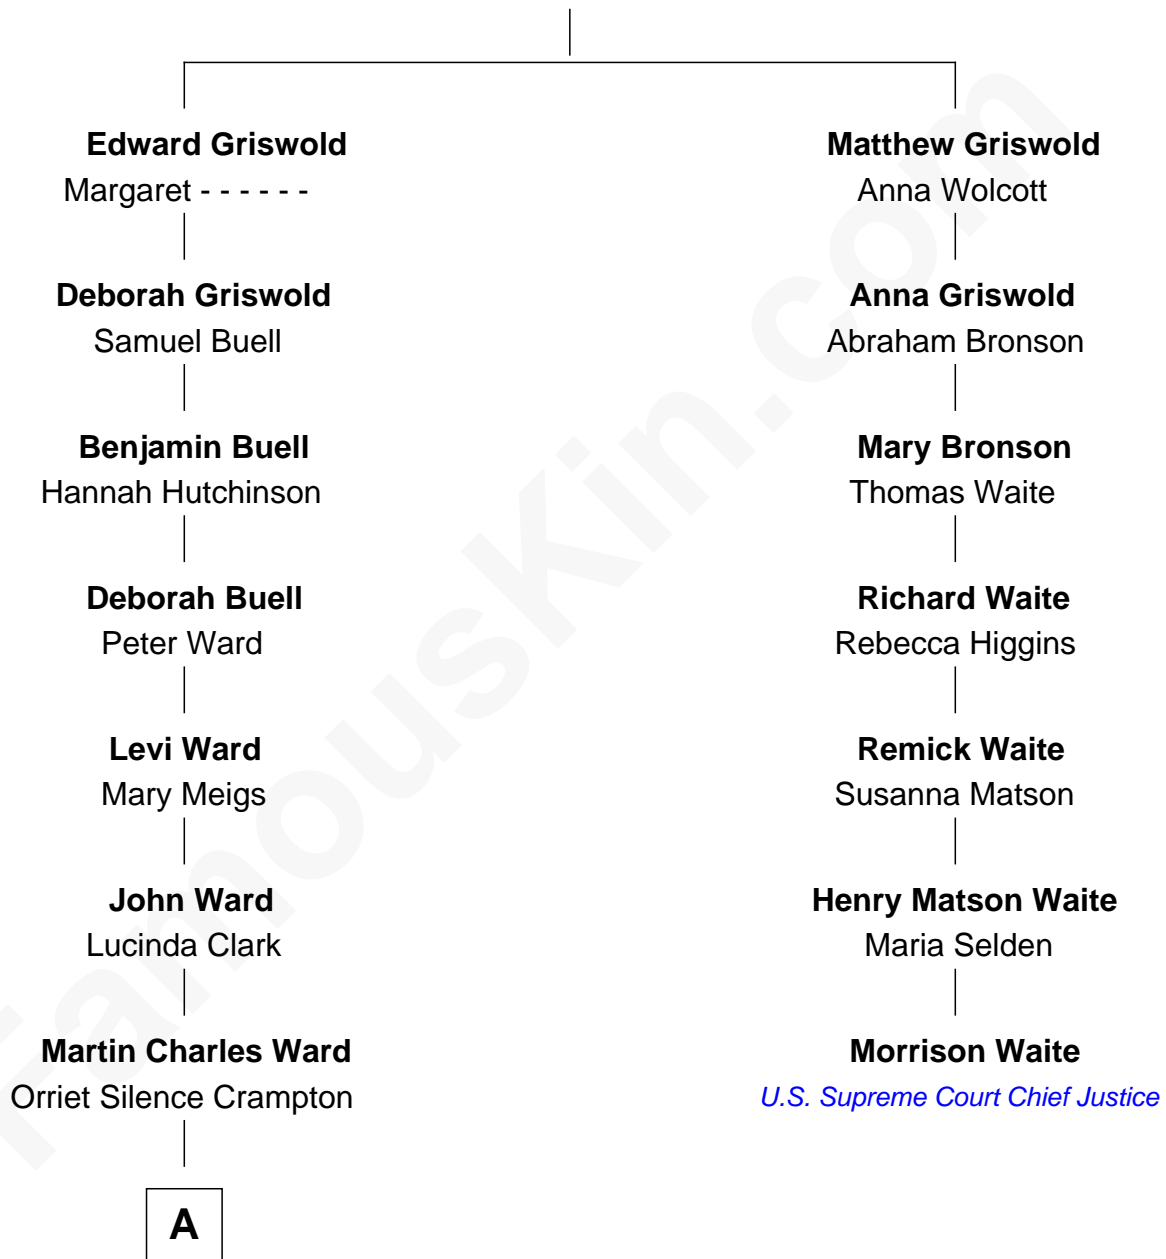 Edward Griswold
Margaret - - - - - -
Deborah Griswold
Samuel Buell
Benjamin Buell
Hannah Hutchinson
Deborah Buell
Peter Ward
Levi Ward
Mary Meigs
John Ward
Lucinda Clark
Martin Charles Ward
Orriet Silence Crampton
A
Matthew Griswold
Anna Wolcott
Anna Griswold
Abraham Bronson
Mary Bronson
Thomas Waite
Richard Waite
Rebecca Higgins
Remick Waite
Susanna Matson
Henry Matson Waite
Maria Selden
Morrison Waite
U.S. Supreme Court Chief Justice
FamousKin.com